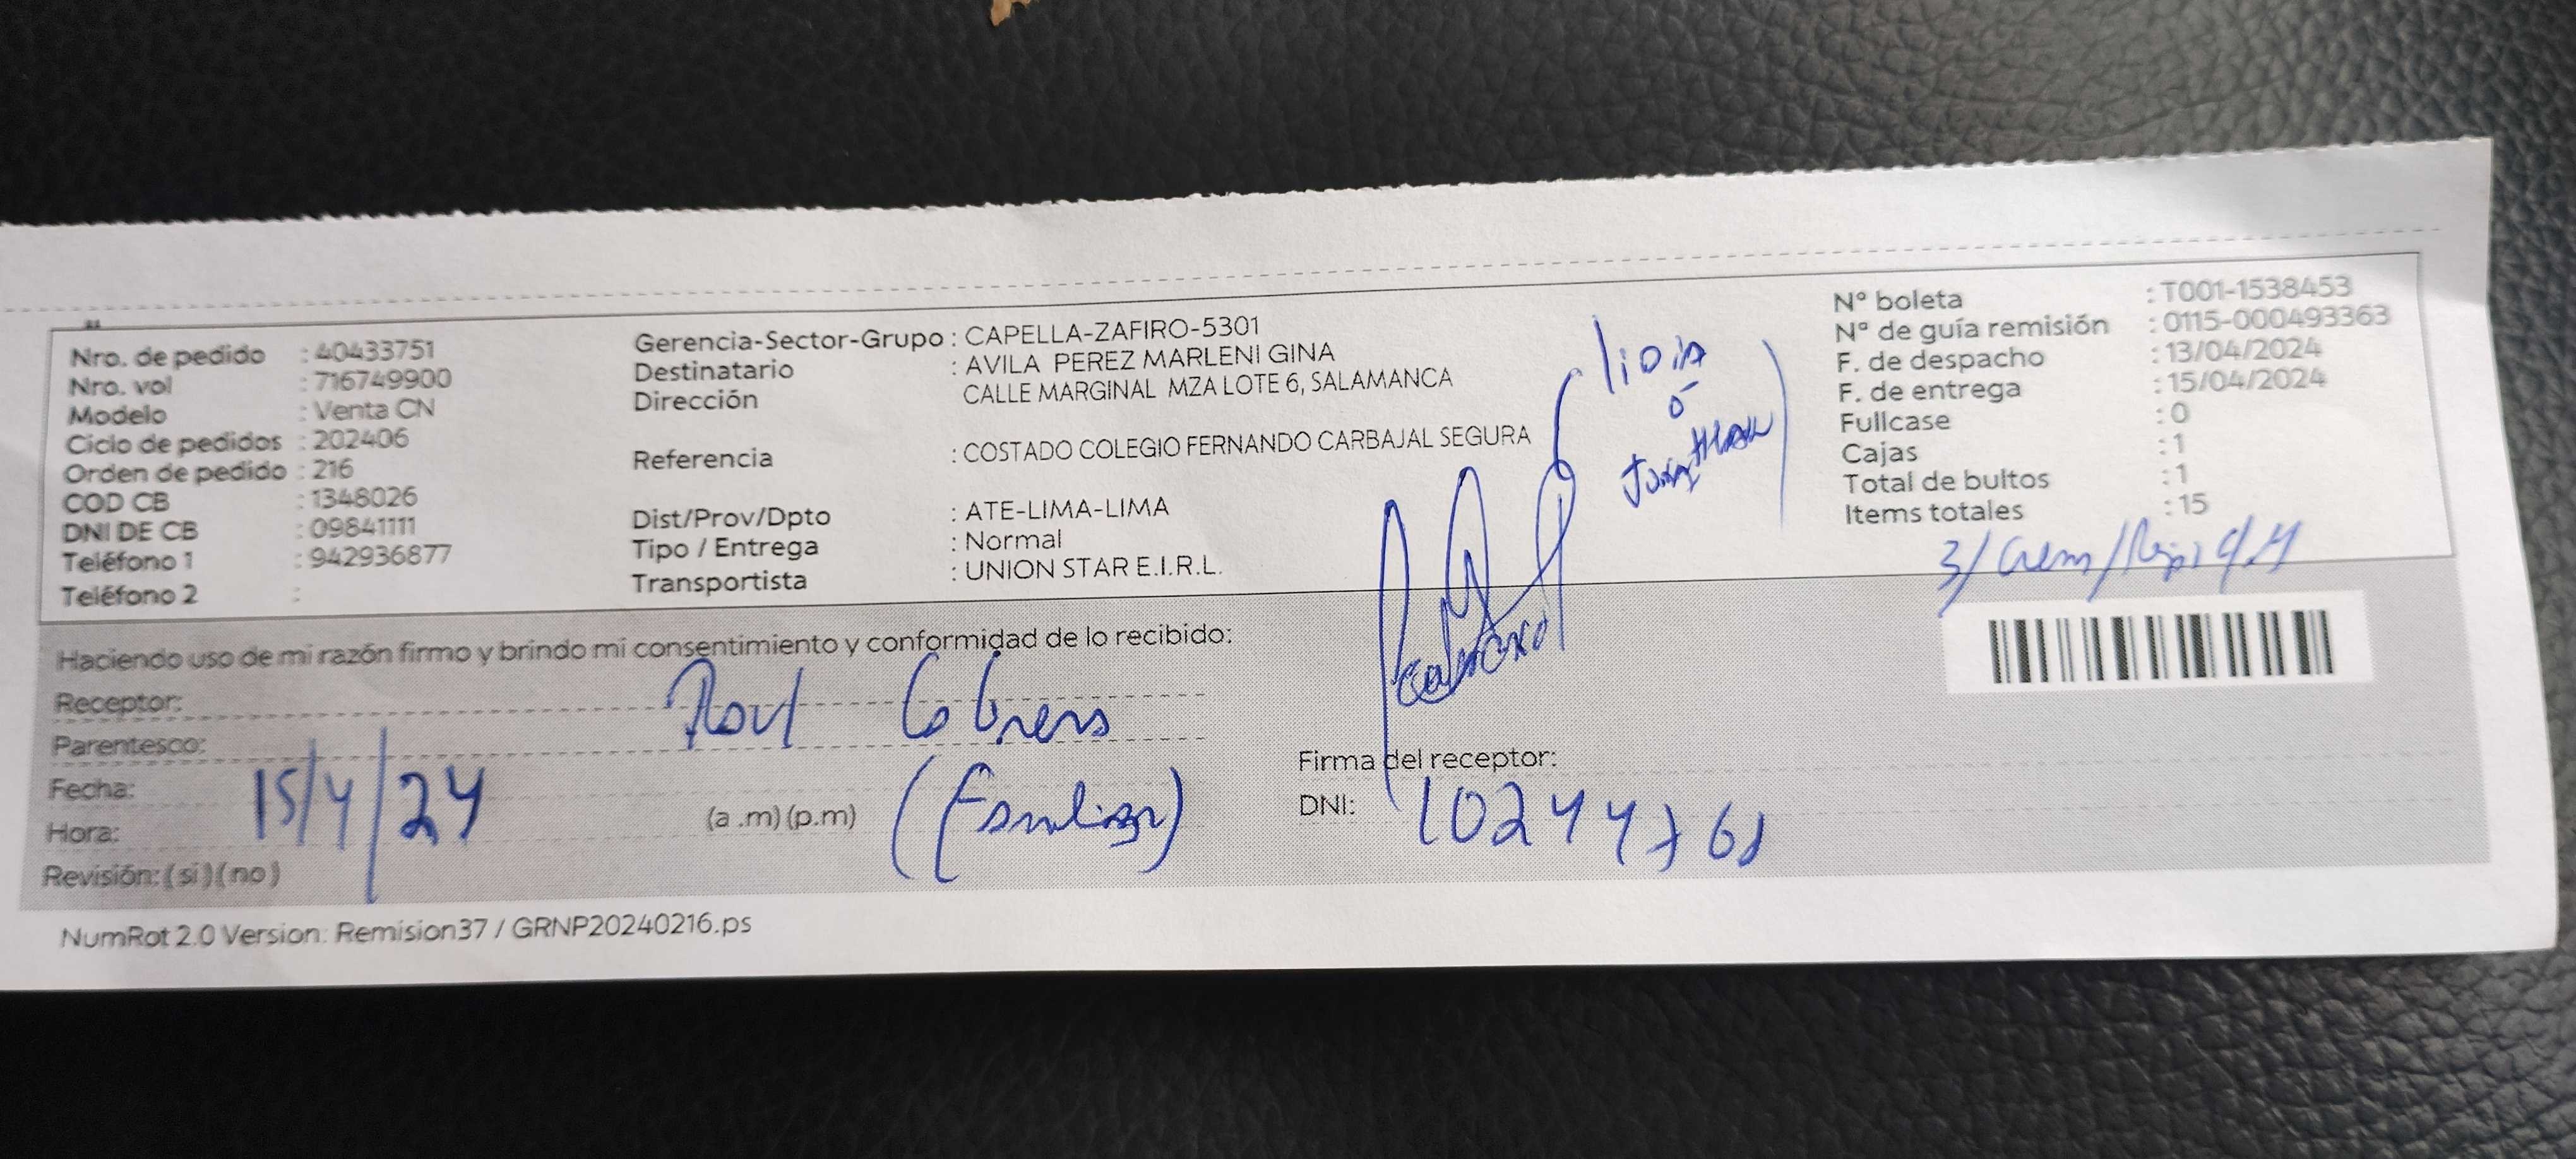 Nro. de pedido : 40433751
Nro. vol : 716749900
Modelo : Venta CN
Ciclo de pedidos : 202406
Orden de pedido : 216
COD CB : 1348026
DNI DE CB : 09841111
Teléfono 1 : 942936877
Teléfono 2 :
Gerencia-Sector-Grupo : CAPELLA-ZAFIRO-5301
Destinatario : AVILA PEREZ MARLENI GINA
Dirección CALLE MARGINAL MZA LOTE 6, SALAMANCA
Referencia : COSTADO COLEGIO FERNANDO CARBAJAL SEGURA
Dist/Prov/Dpto : ATE-LIMA-LIMA
Tipo / Entrega : Normal
Transportista : UNION STAR E.I.R.L.
N° boleta : T001-1538453
N° de guía remisión : 0115-000493363
F. de despacho : 13/04/2024
F. de entrega : 15/04/2024
Fullcase : 0
Cajas : 1
Total de bultos : 1
Items totales : 15
Haciendo uso de mi razón firmo y brindo mi consentimiento y conformidad de lo recibido:
Receptor: Raul Cabrera
Parentesco: (Familiar)
Fecha: 15/4/24
Hora: (a .m) (p.m)
Revisión: ( si ) ( no )
Firma del receptor:
DNI: 10244761
NumRot 2.0 Version: Remision37 / GRNP20240216.ps